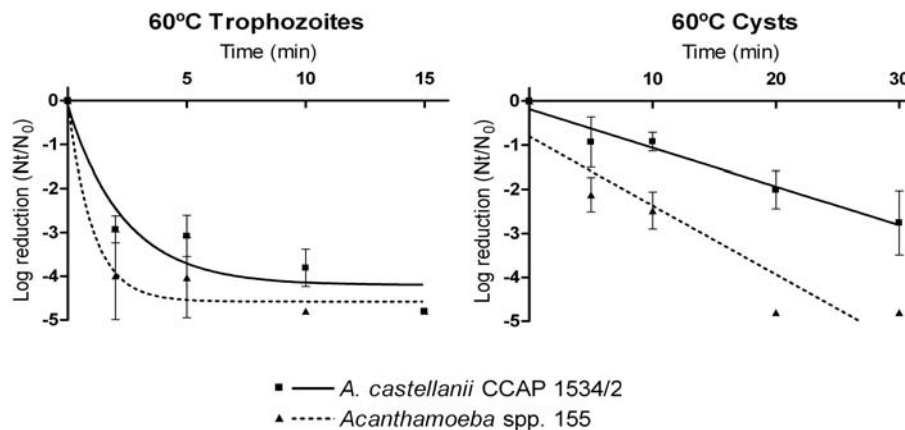 60ºC Trophozoites
Time (min)
0 5 10 15
0
-1
-2
-3
-4
-5
Log reduction (Nt/N0)
60ºC Cysts
Time (min)
10 20 30
0
-1
-2
-3
-4
-5
Log reduction (Nt/N0)
A. castellanii CCAP 1534/2
Acanthamoeba spp. 155